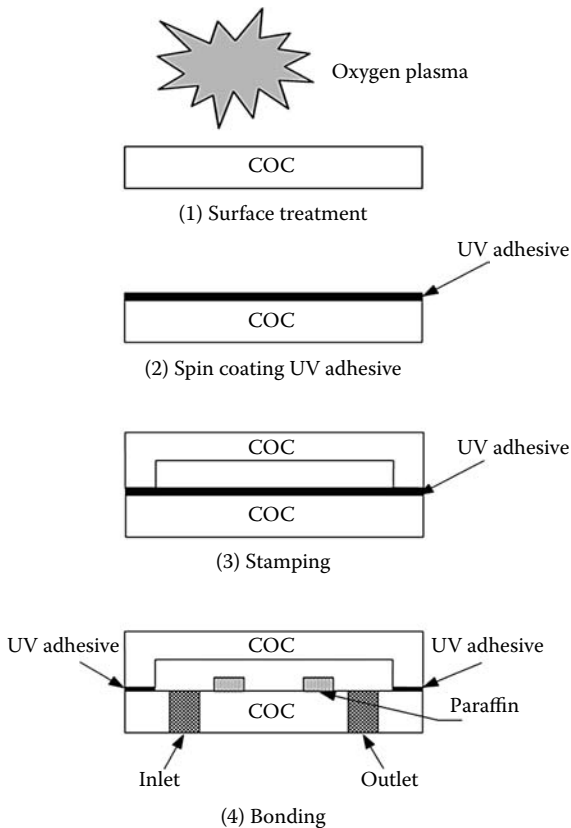 Oxygen plasma
COC
(1) Surface treatment
UV adhesive
COC
(2) Spin coating UV adhesive
COC
UV adhesive
COC
(3) Stamping
UV adhesive
COC
UV adhesive
COC
Paraffin
Inlet
Outlet
(4) Bonding